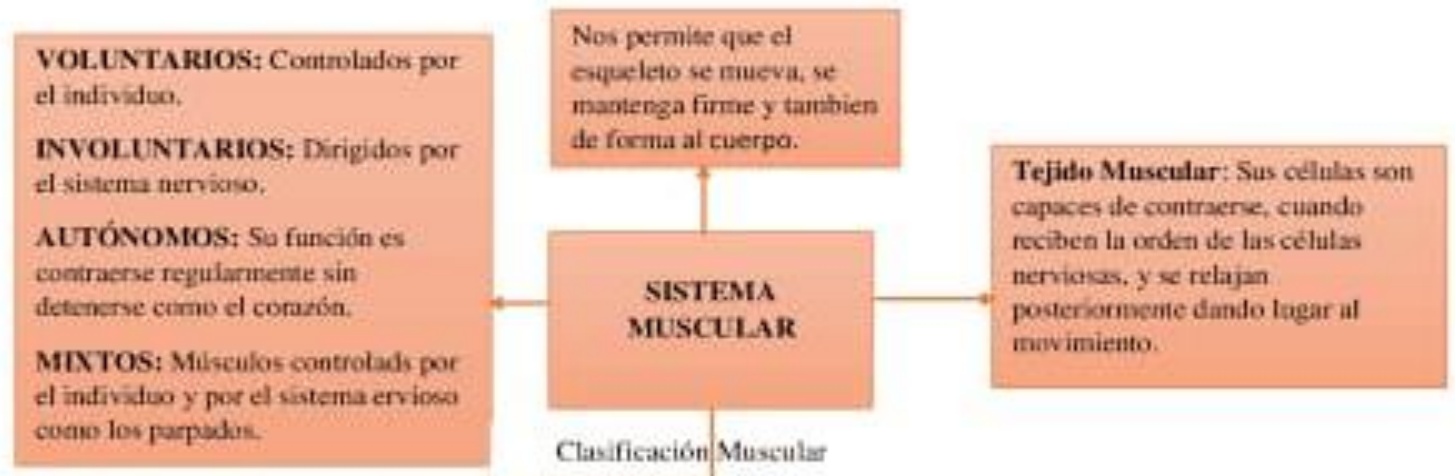 VOLUNTARIOS: Controlados por
el individuo.
INVOLUNTARIOS: Dirigidos por
el sistema nervioso.
AUTÓNOMOS: Su función es
contraerse regularmente sin
detenerse como el corazón.
MIXTOS: Músculos controlads por
el individuo y por el sistema ervioso
como los parpados.
Nos permite que el
esqueleto se mueva, se
mantenga firme y tambien
de forma al cuerpo.
SISTEMA
MUSCULAR
Tejido Muscular: Sus células son
capaces de contraerse, cuando
reciben la orden de las células
nerviosas, y se relajan
posteriormente dando lugar al
movimiento.
Clasificación Muscular